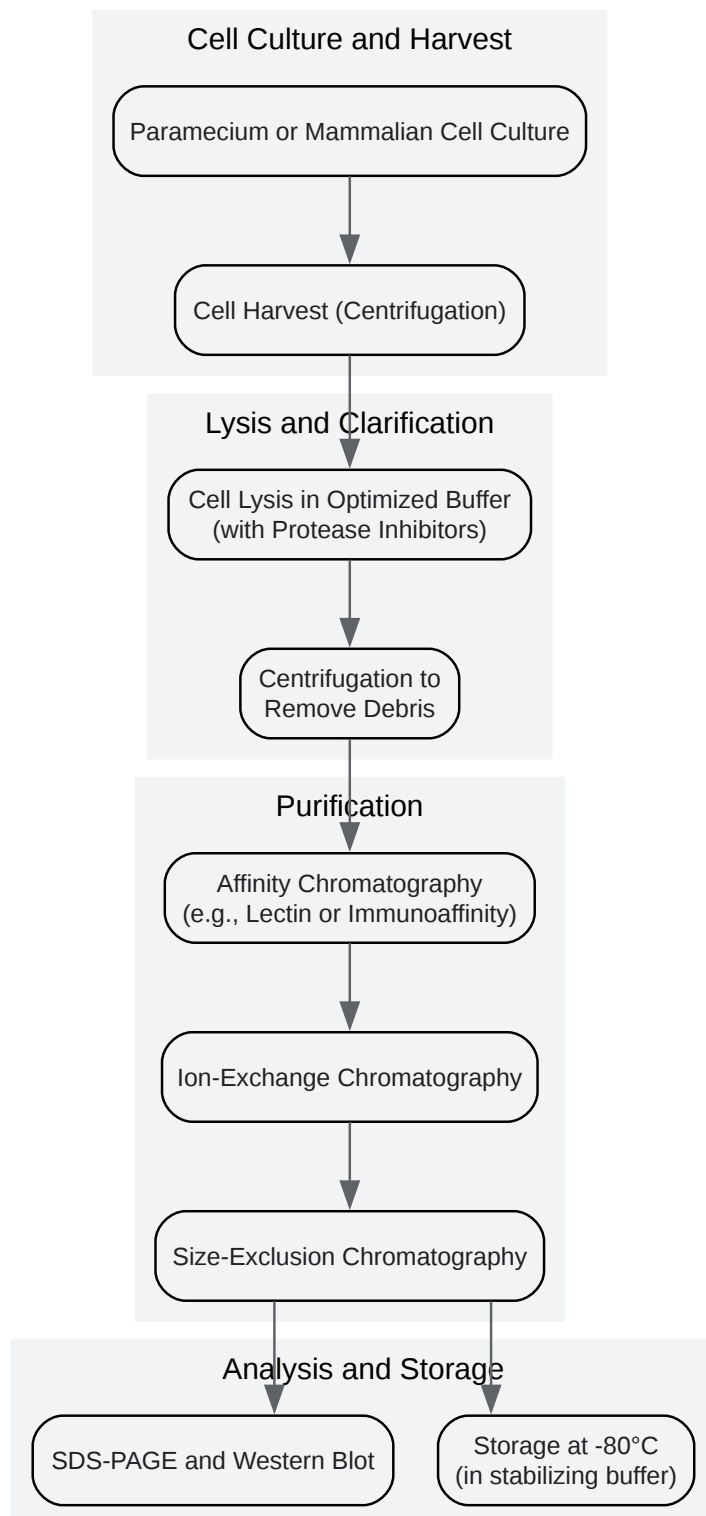 Cell Culture and Harvest
Paramecium or Mammalian Cell Culture
Cell Harvest (Centrifugation)
Lysis and Clarification
Cell Lysis in Optimized Buffer
(with Protease Inhibitors)
Centrifugation to
Remove Debris
Purification
Affinity Chromatography
(e.g., Lectin or Immunoaffinity)
Ion-Exchange Chromatography
Size-Exclusion Chromatography
Analysis and Storage
SDS-PAGE and Western Blot
Storage at -80°C
(in stabilizing buffer)